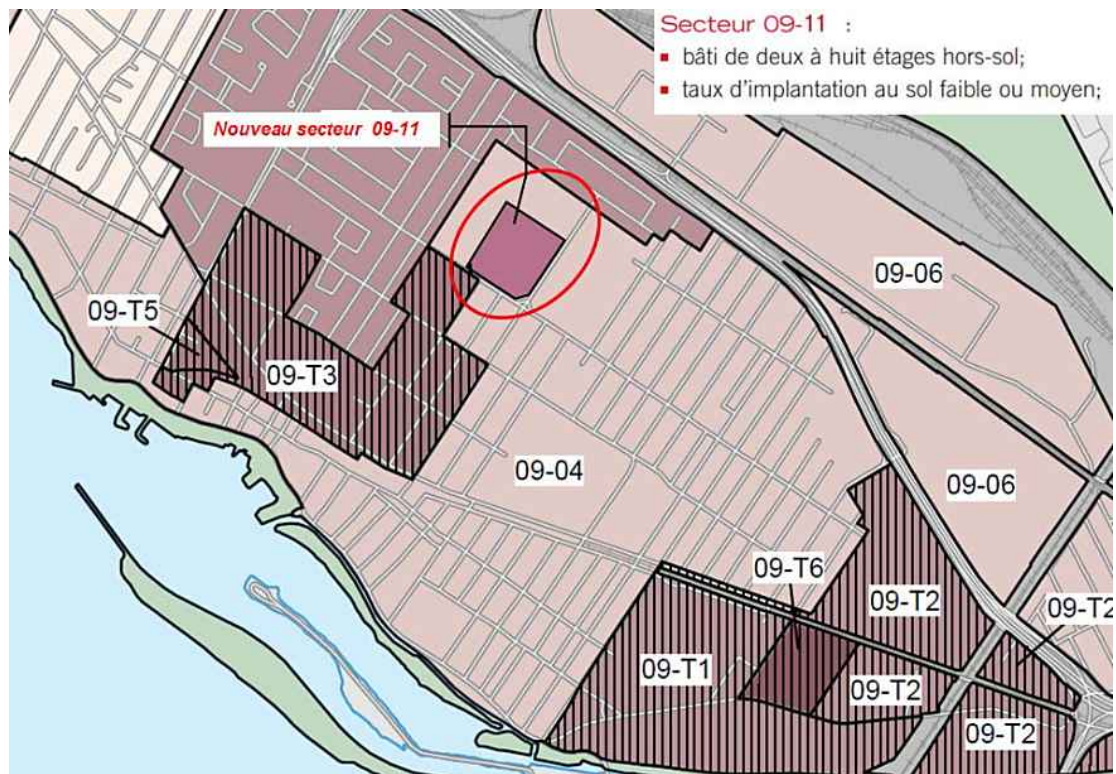 Secteur 09-11 :
▪ bâti de deux à huit étages hors-sol;
▪ taux d'implantation au sol faible ou moyen;
Nouveau secteur 09-11
09-06
09-T5
09-T3
09-04
09-06
09-T6
09-T2
09-T2
09-T1
09-T2
09-T2